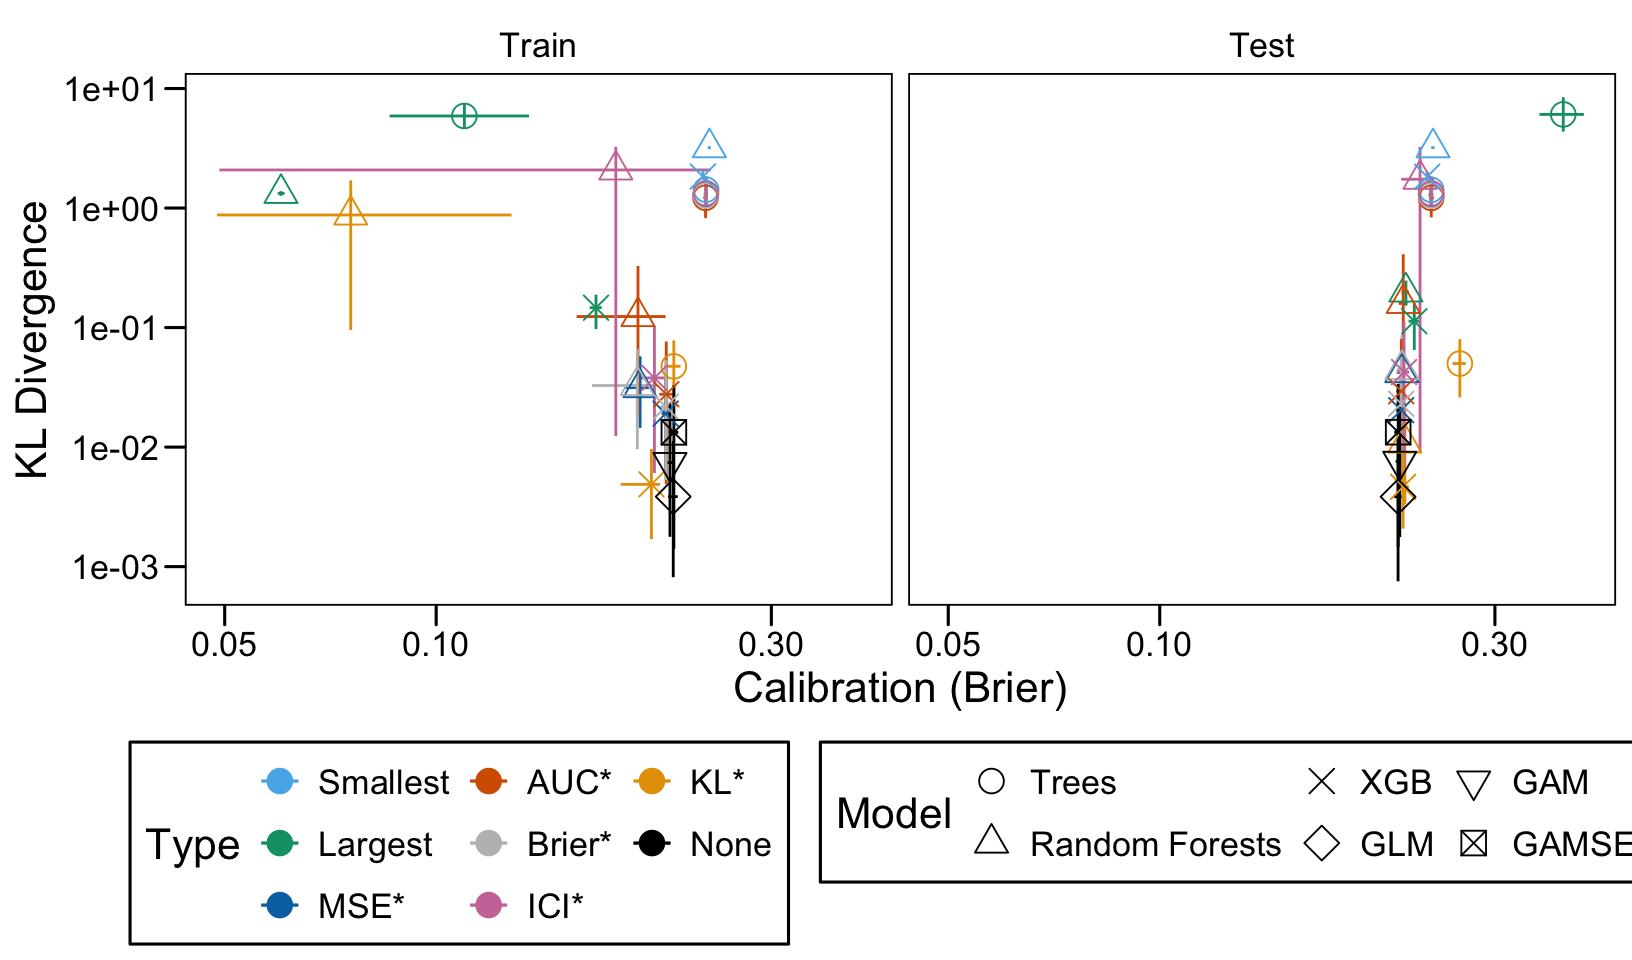 Train
Test
KL Divergence
1e+01
1e+00
1e-01
1e-02
1e-03
0.05 0.10 0.30
0.05 0.10 0.30
Calibration (Brier)
Type
Smallest AUC* KL*
Largest Brier* None
MSE* ICI*
Model
Trees XGB GAM
Random Forests GLM GAMSE